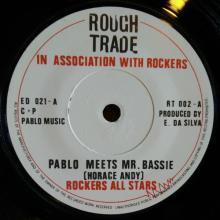 ROUGH
TRADE
IN ASSOCIATION WITH ROCKERS
ED 021-A
C · P
PABLO MUSIC
RT 002-A
PRODUCED BY
E. DA SILVA
PABLO MEETS MR. BASSIE
(HORACE ANDY)
ROCKERS ALL STARS